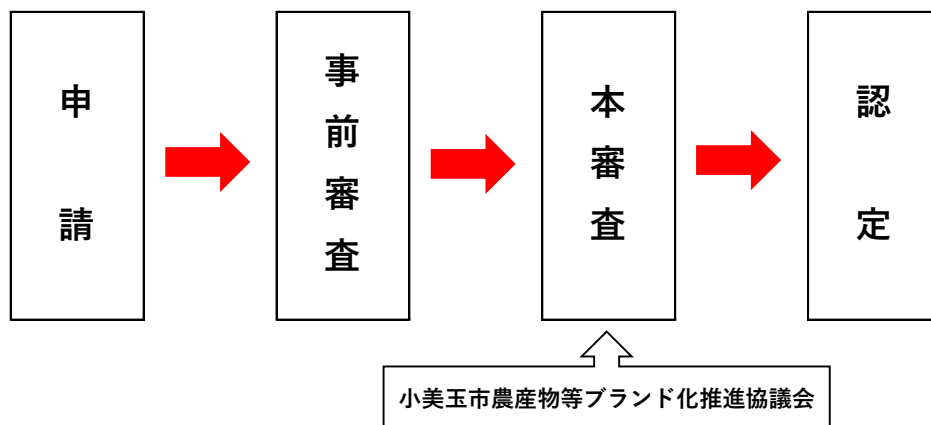 申請
事前審査
本審査
認定
小美玉市農産物等ブランド化推進協議会